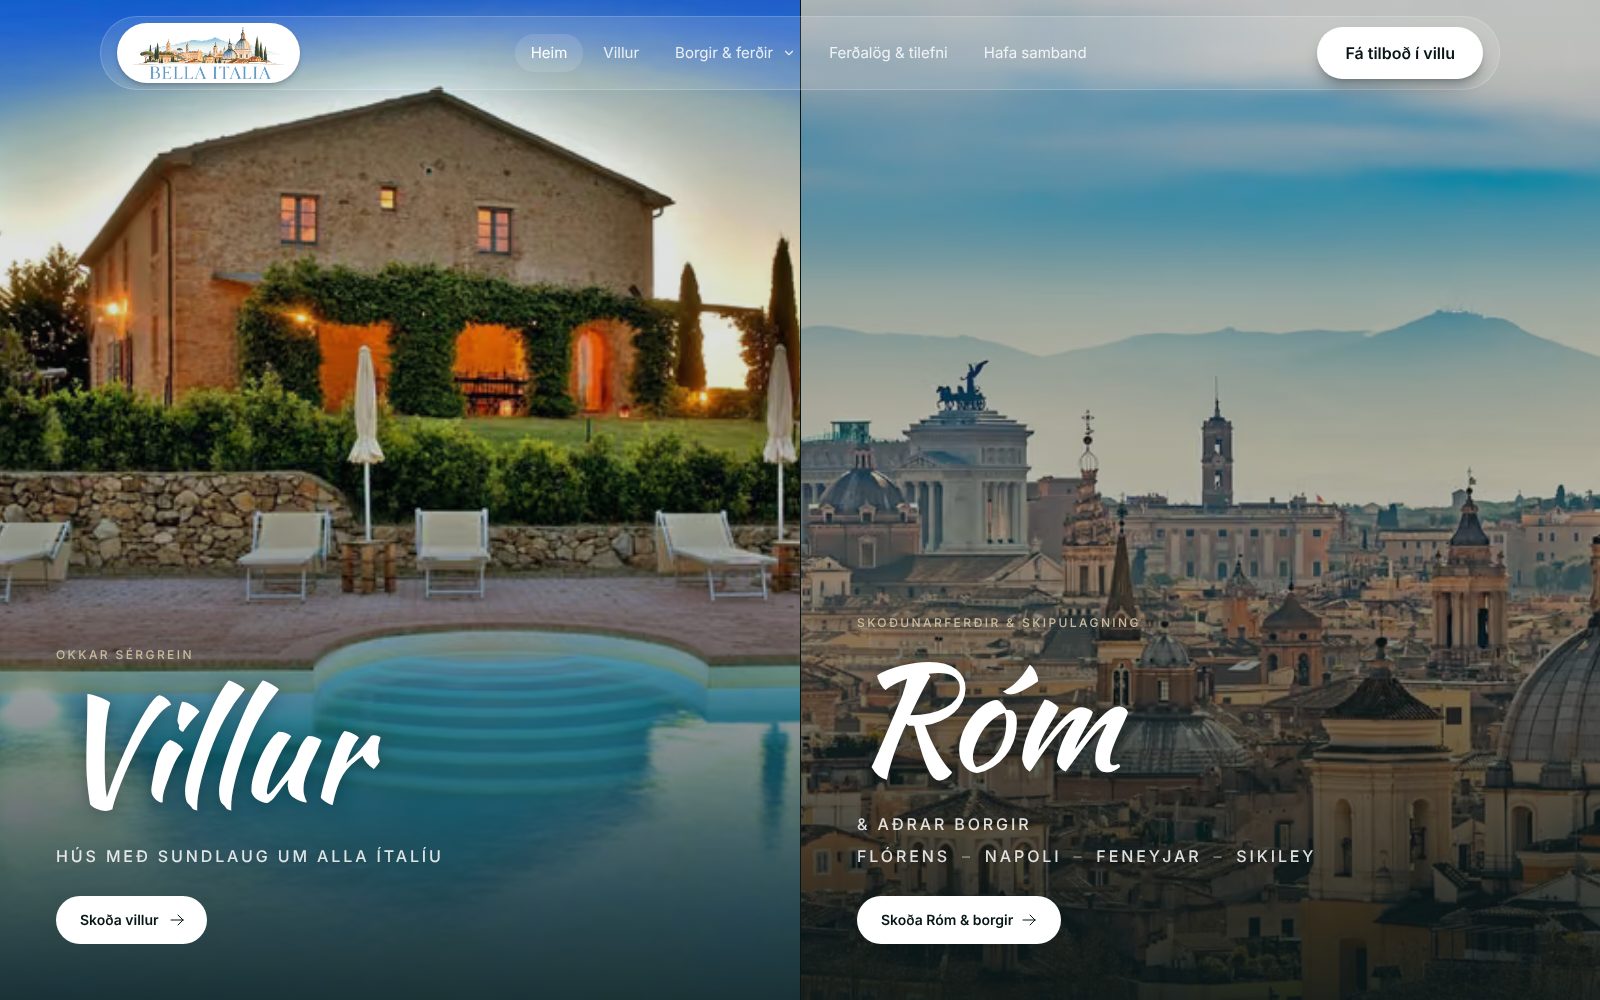 BELLA ITALIA
Heim
Villur
Borgir & ferðir
Ferðalög & tilefni
Hafa samband
Fá tilboð í villu
OKKAR SÉRGREIN
Villur
HÚS MEÐ SUNDLAUG UM ALLA ÍTALÍU
Skoða villur
SKOÐUNARFERÐIR & SKIPULAGNING
Róm
& AÐRAR BORGIR
FLÓRENS – NAPOLI – FENEYJAR – SIKILEY
Skoða Róm & borgir